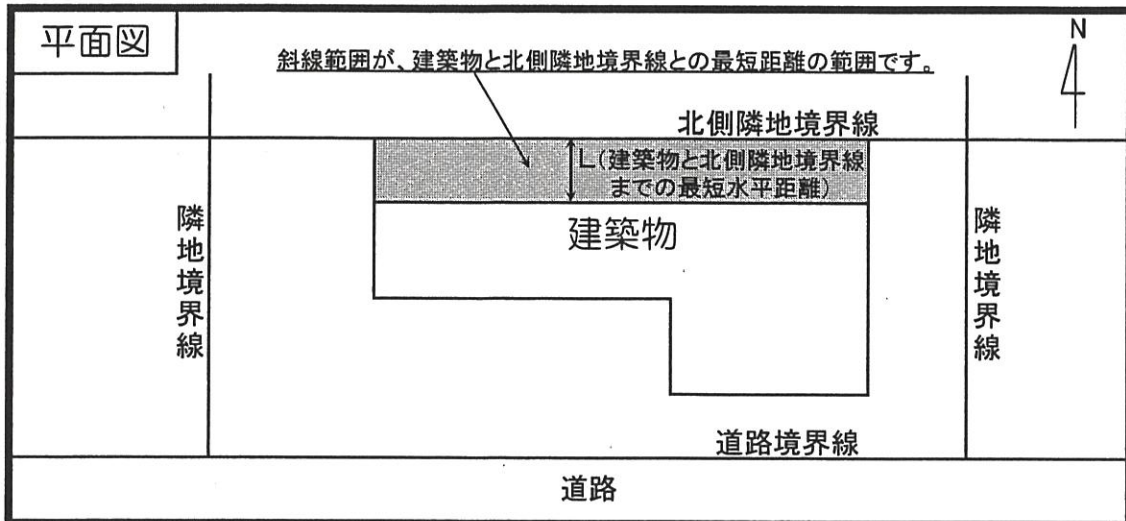 平面図
N
斜線範囲が、建築物と北側隣地境界線との最短距離の範囲です。
北側隣地境界線
L(建築物と北側隣地境界線
までの最短水平距離)
建築物
隣地境界線
隣地境界線
道路境界線
道路